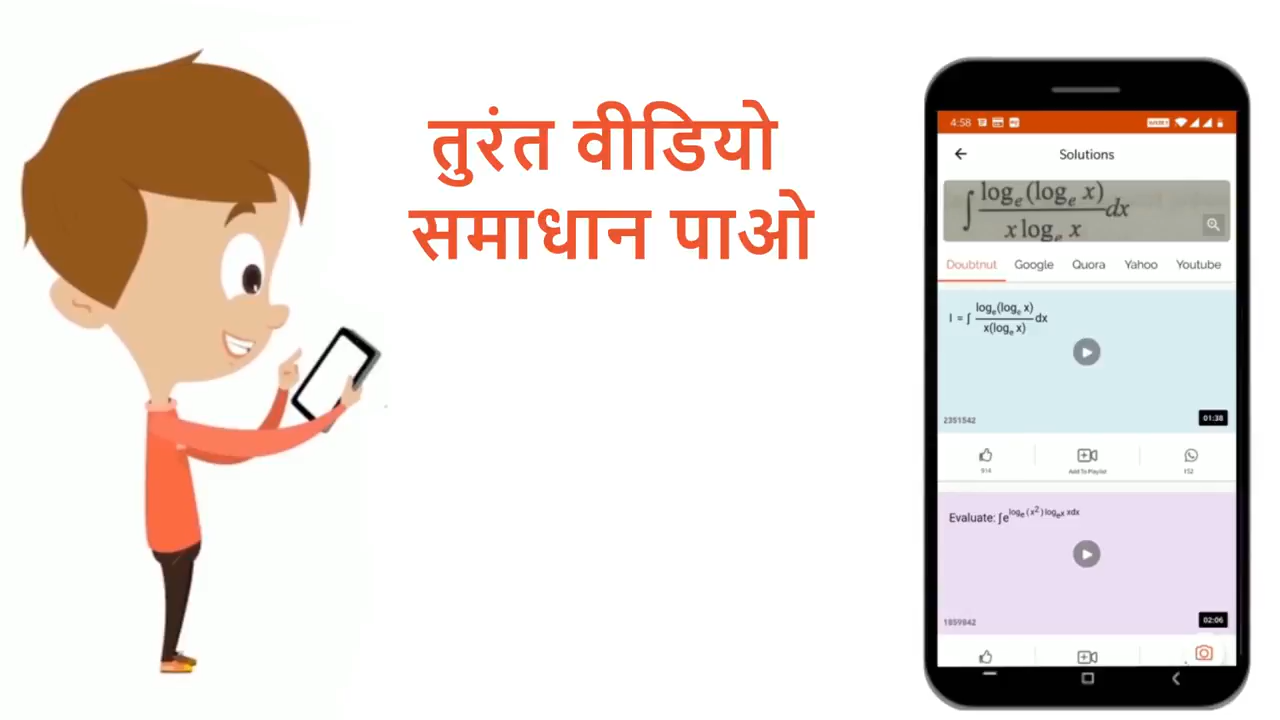 तुरंत वीडियो
समाधान पाओ
4:58
Solutions
∫ logₑ(logₑ x) / x logₑ x dx
Doubtnut Google Quora Yahoo Youtube
I = ∫ logₑ(logₑ x) / x(logₑ x) dx
2351542
01:38
914 Add To Playlist 152
Evaluate: ∫e^logₑ(x²) logₑx xdx
1859842
02:06